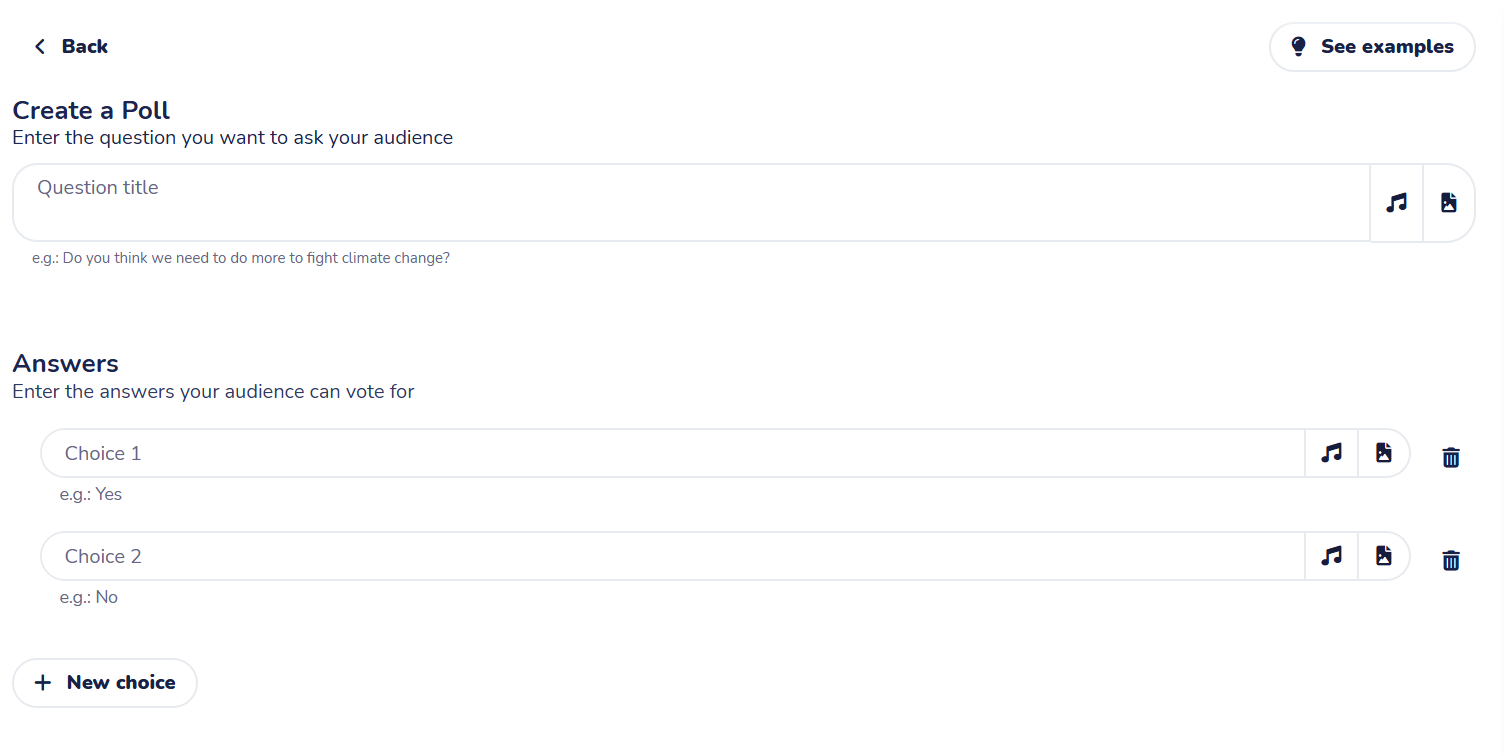 Back
See examples
Create a Poll
Enter the question you want to ask your audience
Question title
e.g.: Do you think we need to do more to fight climate change?
Answers
Enter the answers your audience can vote for
Choice 1
e.g.: Yes
Choice 2
e.g.: No
New choice